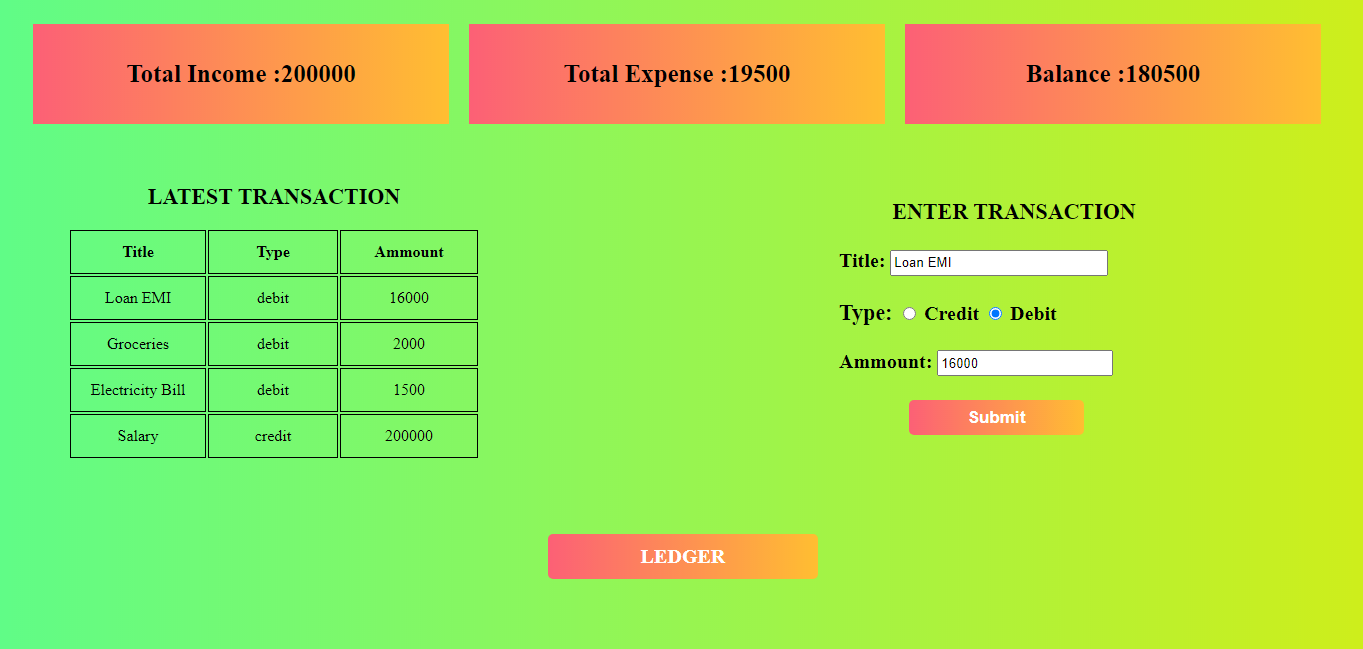 Total Income :200000 Total Expense :19500 Balance :180500
LATEST TRANSACTION
Title Type Ammount
Loan EMI debit 16000
Groceries debit 2000
Electricity Bill debit 1500
Salary credit 200000
ENTER TRANSACTION
Title: Loan EMI
Type: Credit Debit
Ammount: 16000
Submit
LEDGER